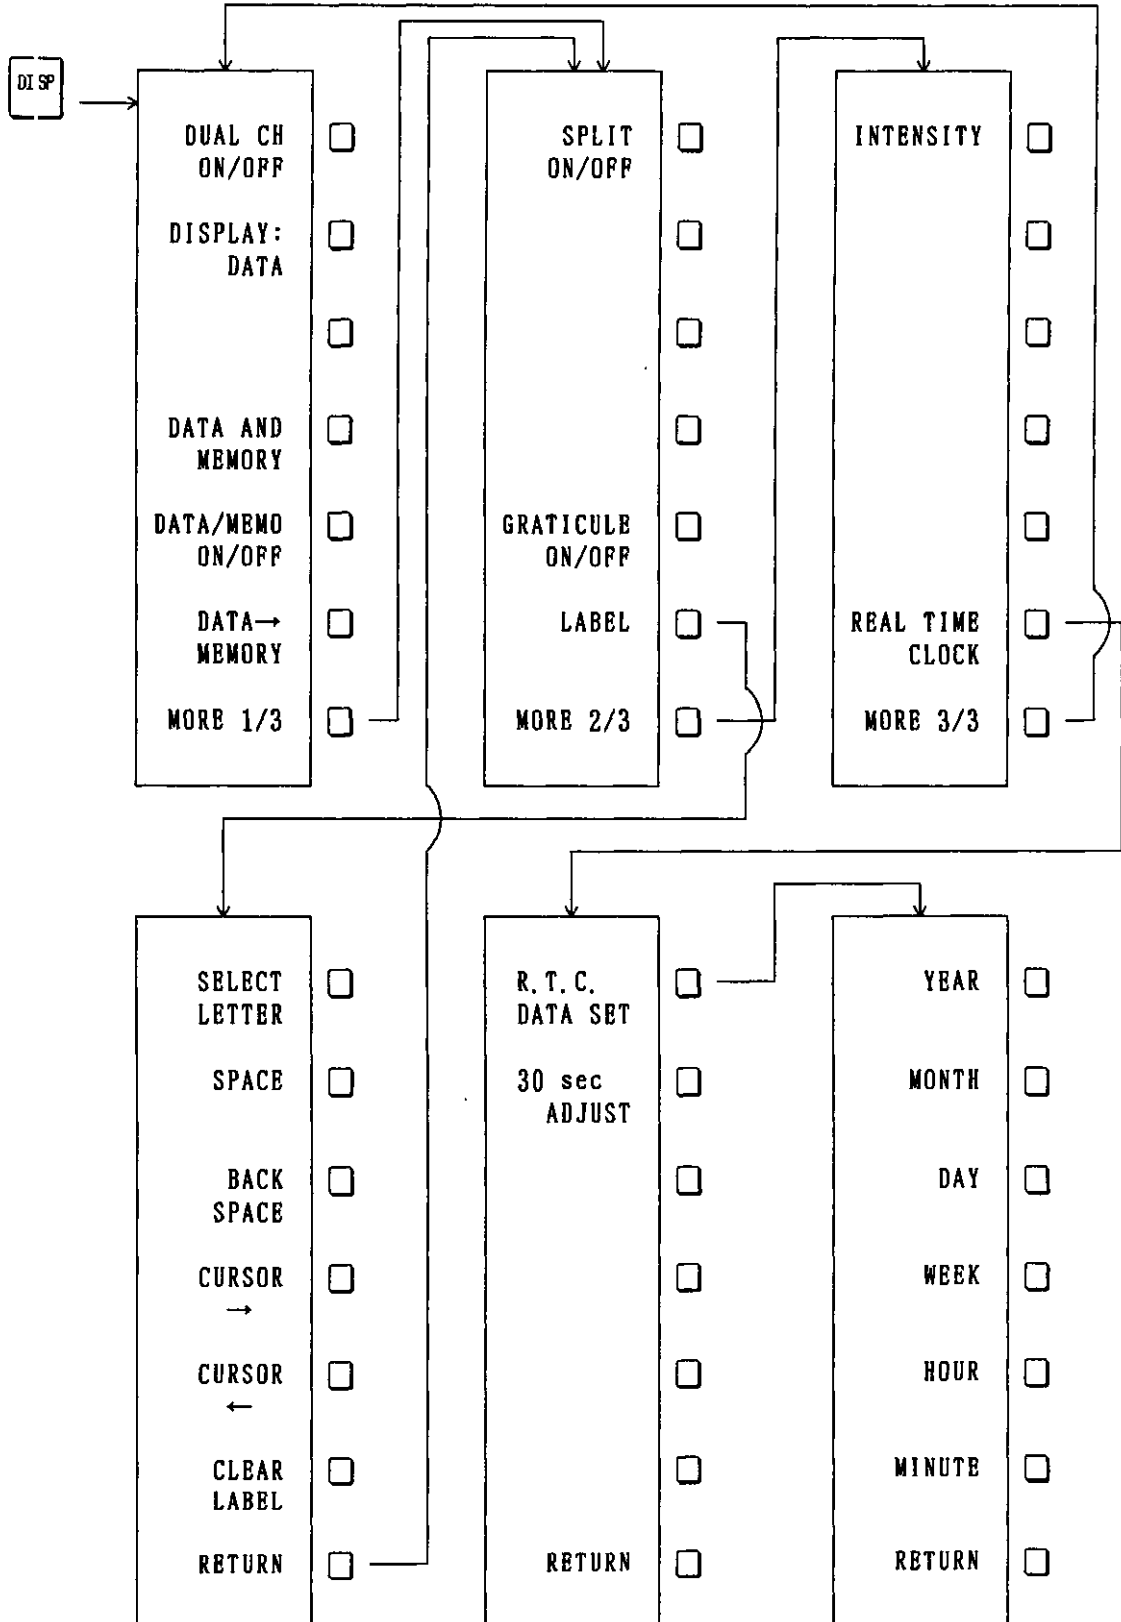 DISP
DUAL CH
ON/OFF
DISPLAY:
DATA
DATA AND
MEMORY
DATA/MEMO
ON/OFF
DATA→
MEMORY
MORE 1/3
SPLIT
ON/OFF
GRATICULE
ON/OFF
LABEL
MORE 2/3
INTENSITY
REAL TIME
CLOCK
MORE 3/3
SELECT
LETTER
SPACE
BACK
SPACE
CURSOR
→
CURSOR
←
CLEAR
LABEL
RETURN
R.T.C.
DATA SET
30 sec
ADJUST
RETURN
YEAR
MONTH
DAY
WEEK
HOUR
MINUTE
RETURN